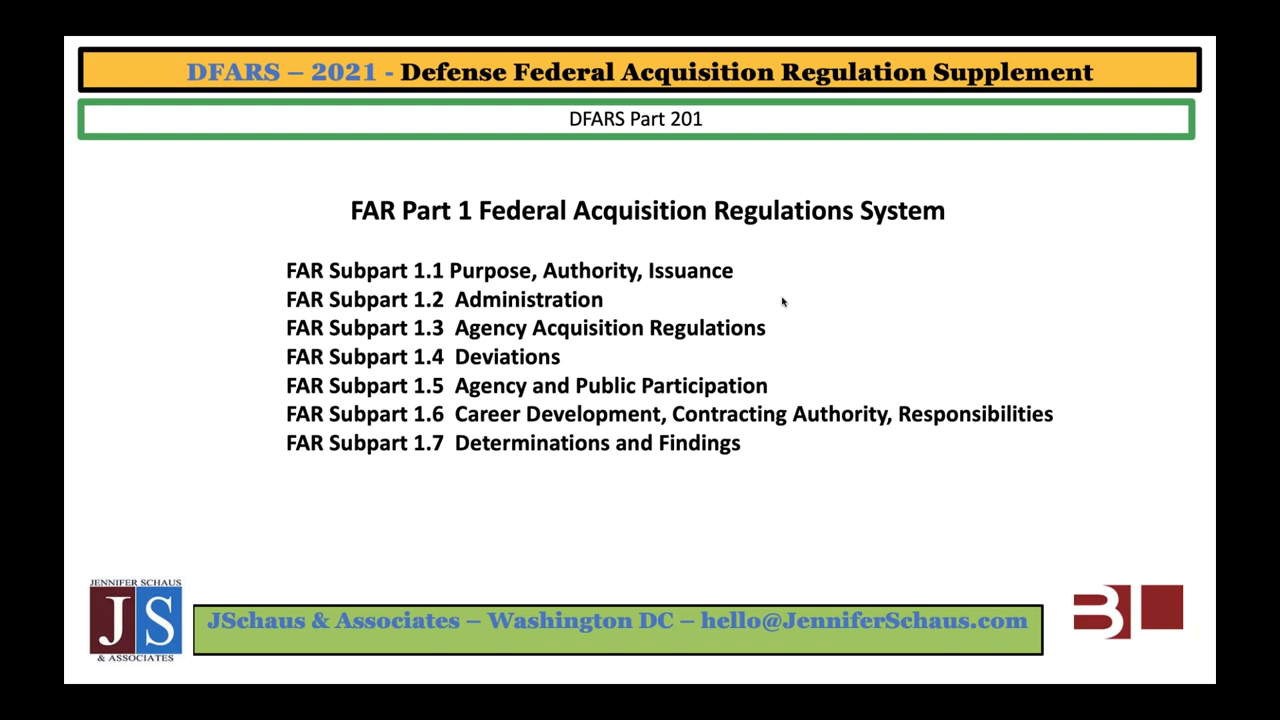 DFARS – 2021 - Defense Federal Acquisition Regulation Supplement
DFARS Part 201
FAR Part 1 Federal Acquisition Regulations System
FAR Subpart 1.1 Purpose, Authority, Issuance
FAR Subpart 1.2 Administration
FAR Subpart 1.3 Agency Acquisition Regulations
FAR Subpart 1.4 Deviations
FAR Subpart 1.5 Agency and Public Participation
FAR Subpart 1.6 Career Development, Contracting Authority, Responsibilities
FAR Subpart 1.7 Determinations and Findings
JENNIFER SCHAUS
JS
& ASSOCIATES
JSchaus & Associates – Washington DC – hello@JenniferSchaus.com
B